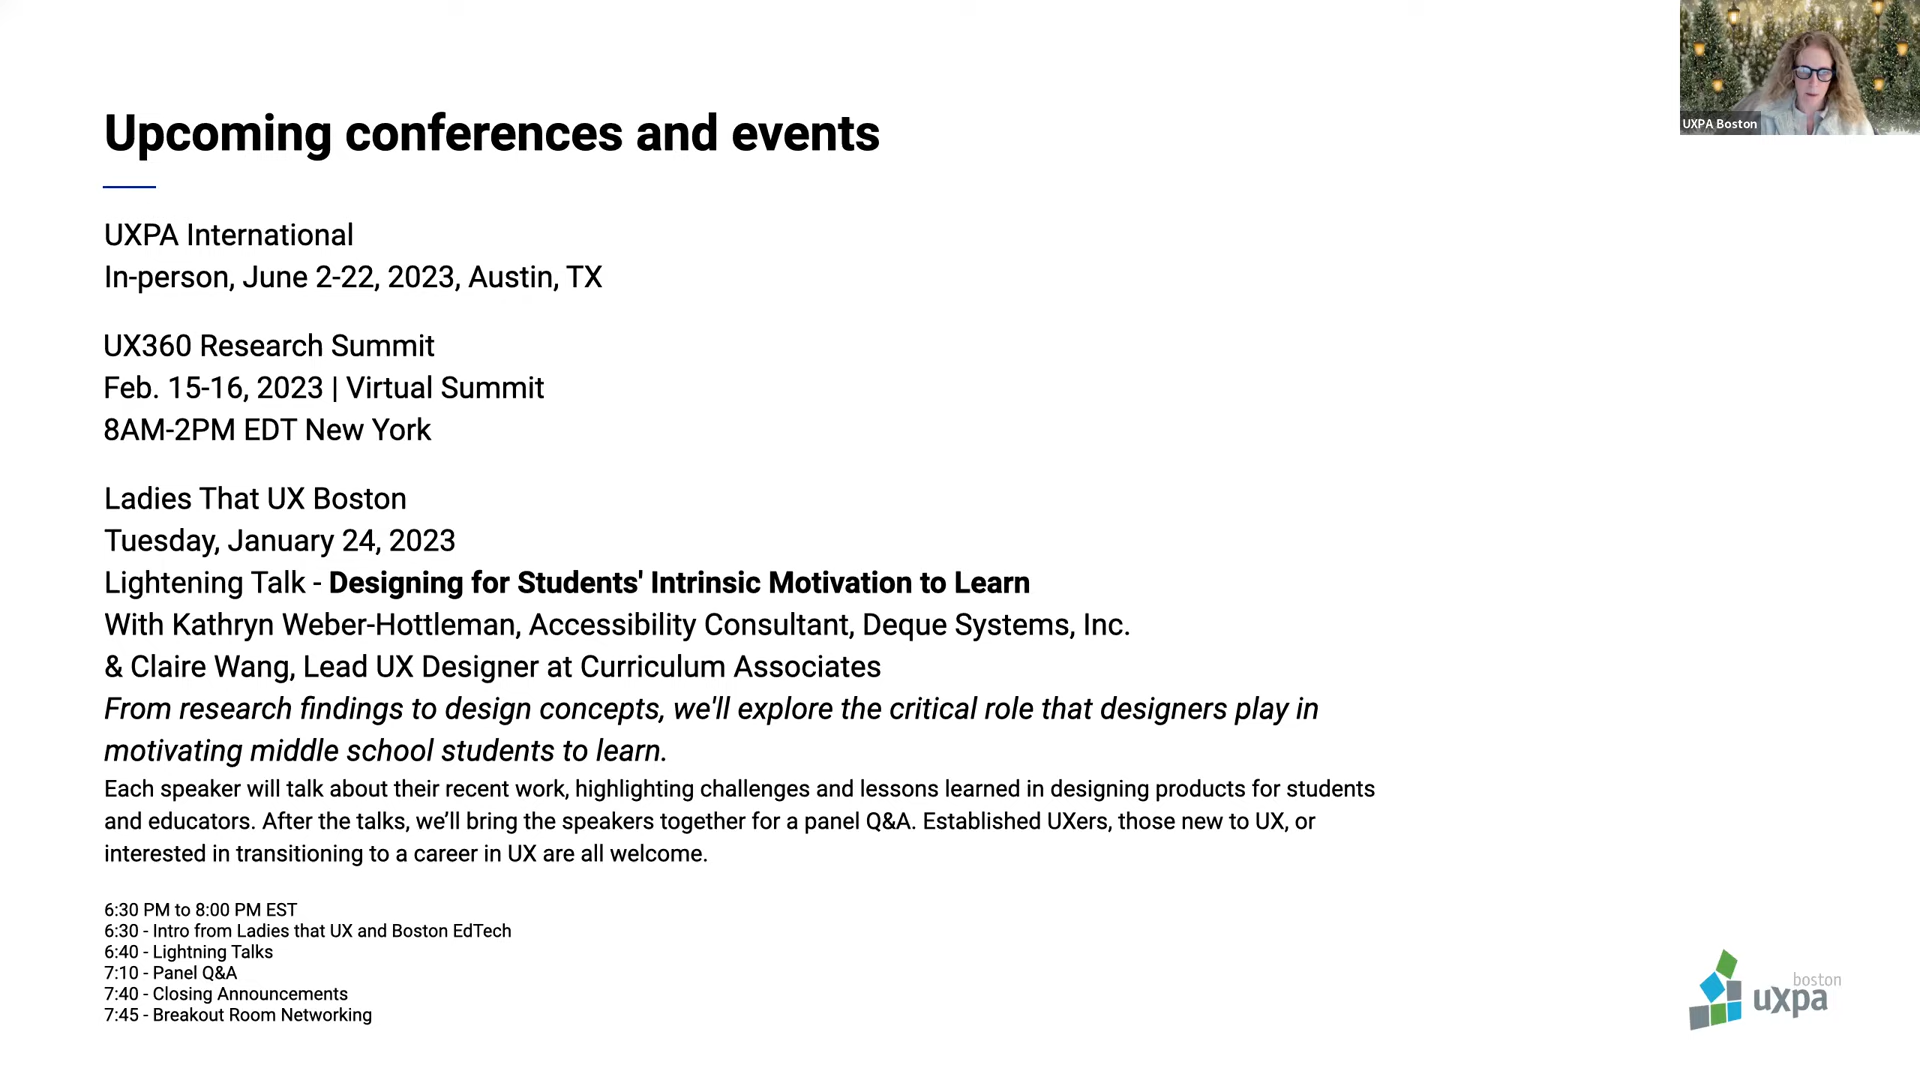 Upcoming conferences and events
UXPA International
In-person, June 2-22, 2023, Austin, TX
UX360 Research Summit
Feb. 15-16, 2023 | Virtual Summit
8AM-2PM EDT New York
Ladies That UX Boston
Tuesday, January 24, 2023
Lightening Talk - Designing for Students' Intrinsic Motivation to Learn
With Kathryn Weber-Hottleman, Accessibility Consultant, Deque Systems, Inc.
& Claire Wang, Lead UX Designer at Curriculum Associates
From research findings to design concepts, we'll explore the critical role that designers play in
motivating middle school students to learn.
Each speaker will talk about their recent work, highlighting challenges and lessons learned in designing products for students
and educators. After the talks, we’ll bring the speakers together for a panel Q&A. Established UXers, those new to UX, or
interested in transitioning to a career in UX are all welcome.
6:30 PM to 8:00 PM EST
6:30 - Intro from Ladies that UX and Boston EdTech
6:40 - Lightning Talks
7:10 - Panel Q&A
7:40 - Closing Announcements
7:45 - Breakout Room Networking
UXPA Boston
boston
uxpa